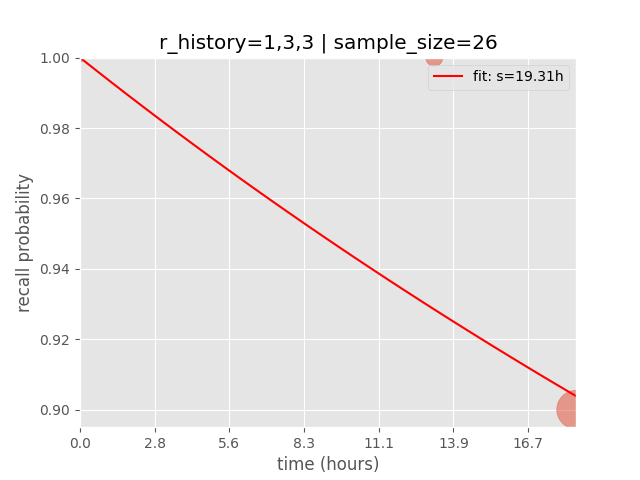 r_history=1,3,3 | sample_size=26
fit: s=19.31h
recall probability
1.00
0.98
0.96
0.94
0.92
0.90
0.0 2.8 5.6 8.3 11.1 13.9 16.7
time (hours)